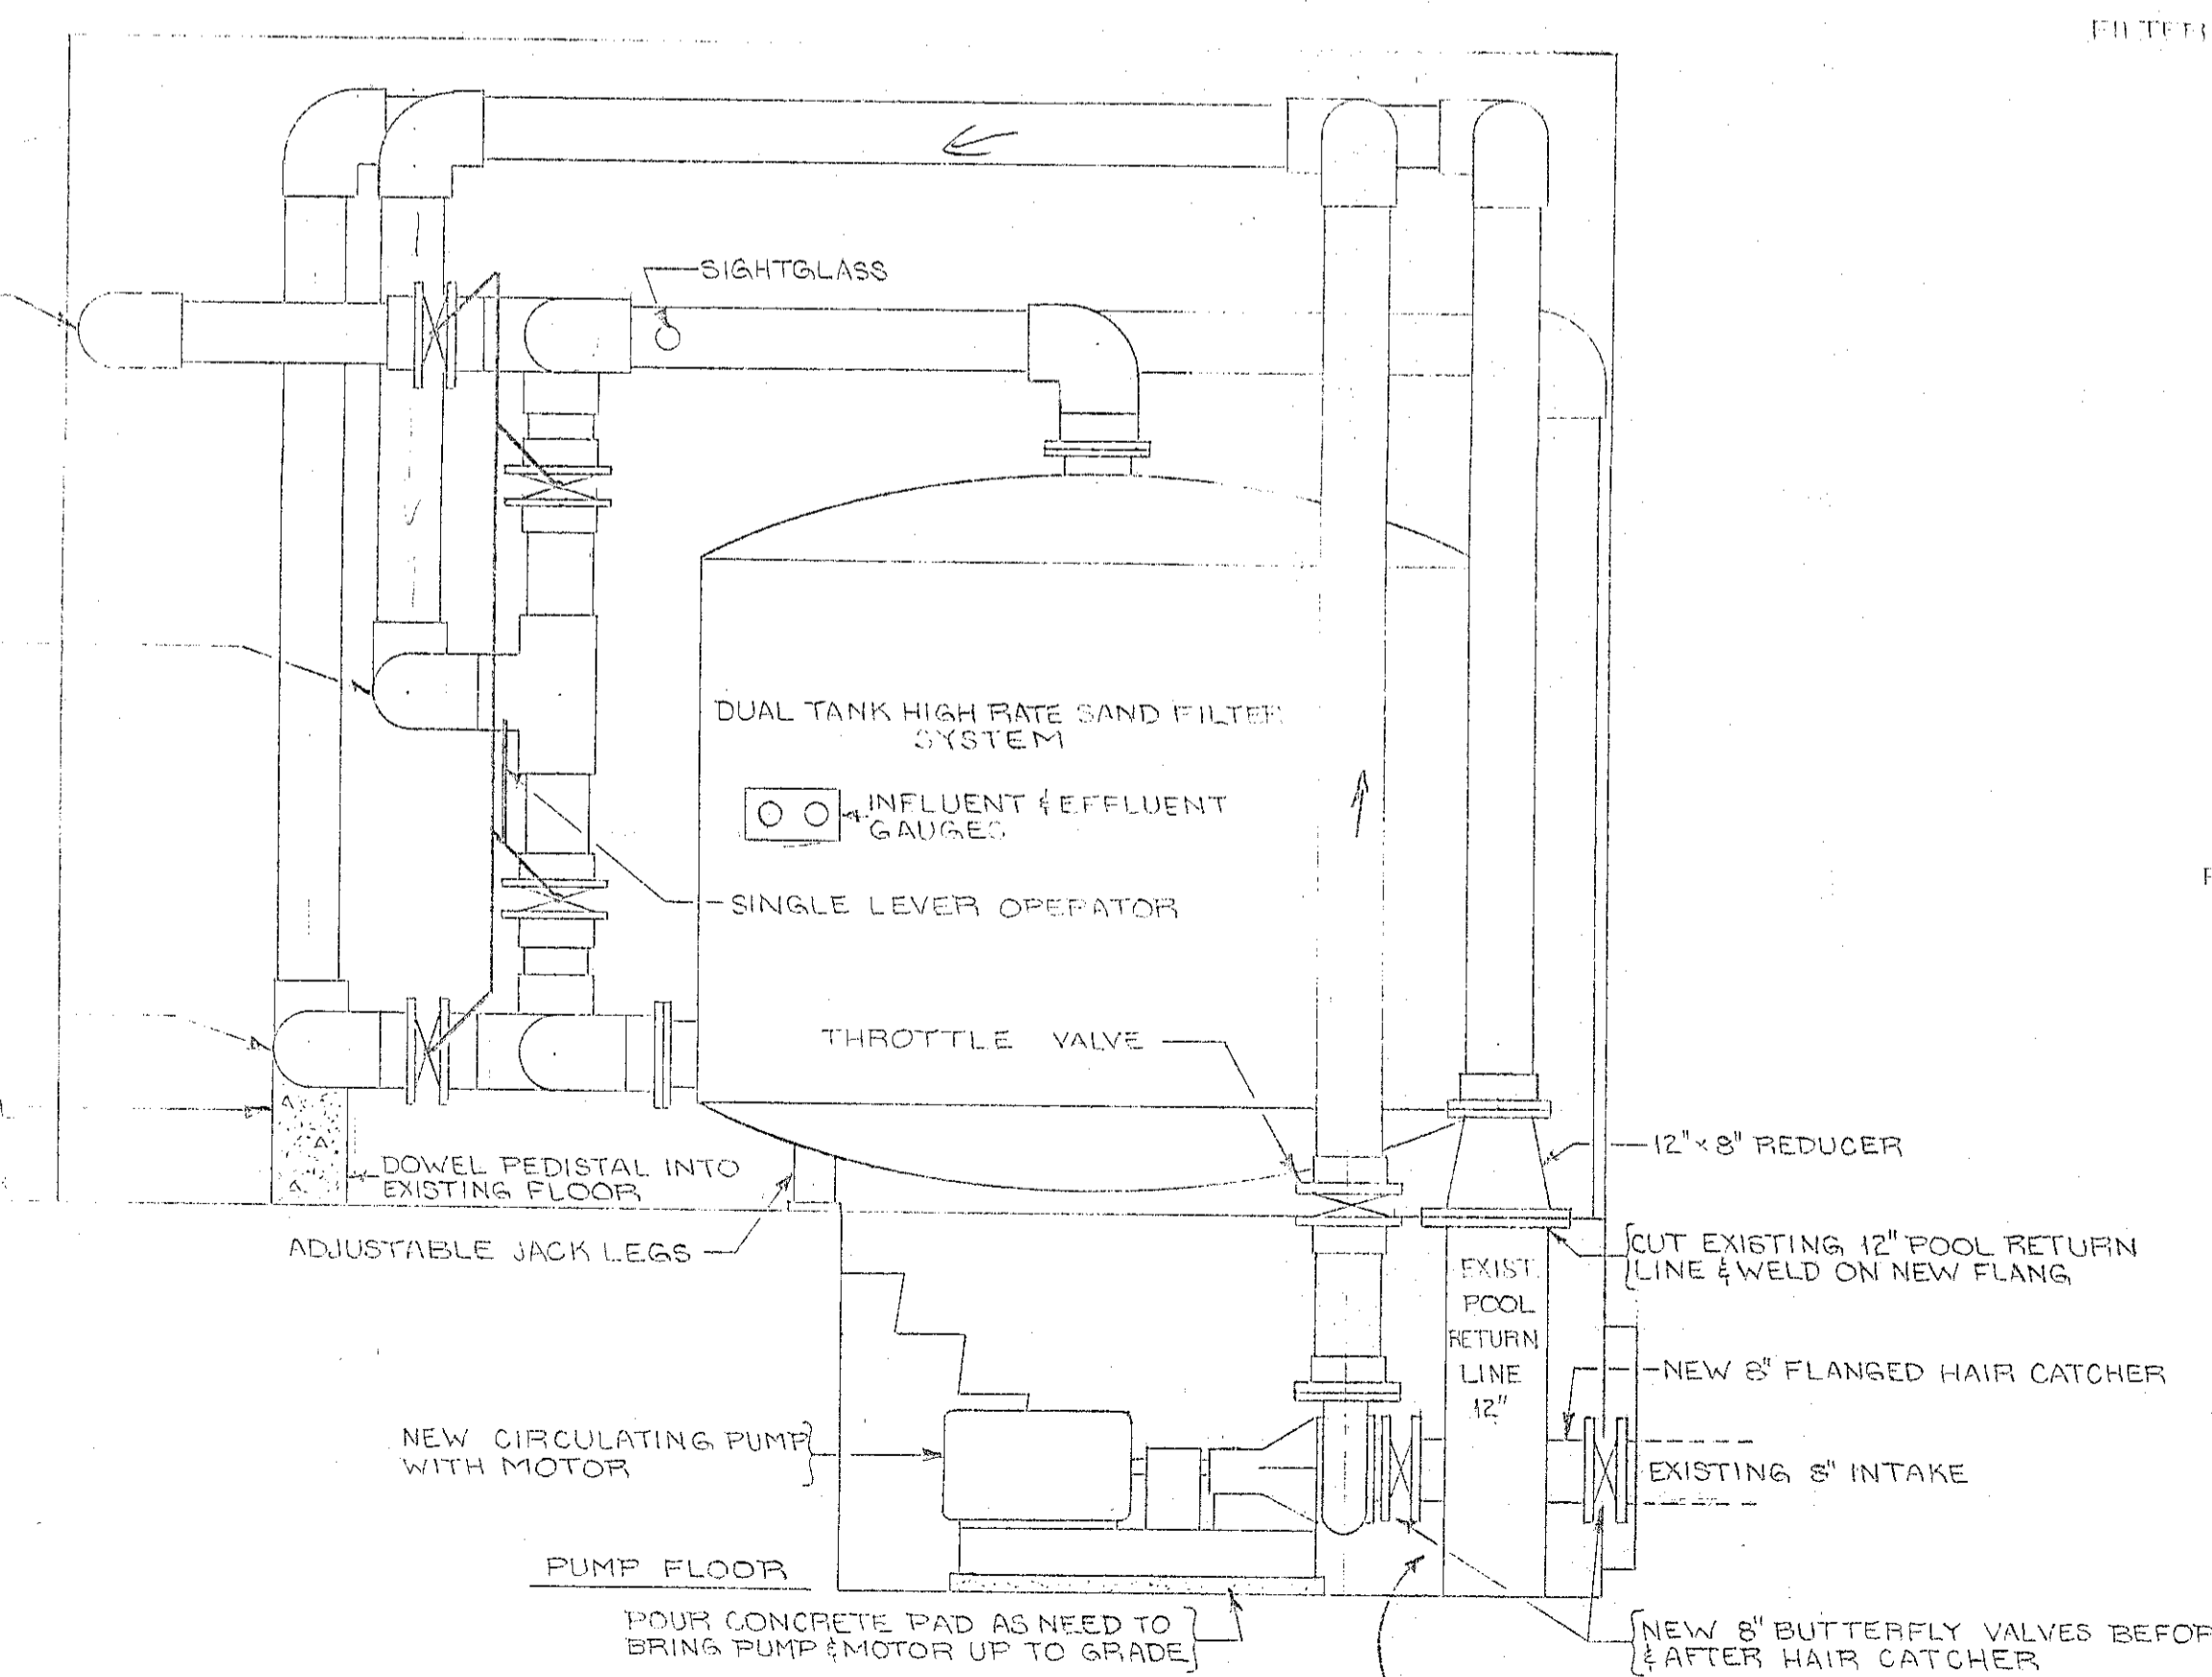 FILTER
SIGHTGLASS
DUAL TANK HIGH RATE SAND FILTER
SYSTEM
INFLUENT & EFFLUENT
GAUGES
SINGLE LEVER OPERATOR
THROTTLE VALVE
12" x 8" REDUCER
DOWEL PEDISTAL INTO
EXISTING FLOOR
ADJUSTABLE JACK LEGS
CUT EXISTING 12" POOL RETURN
LINE & WELD ON NEW FLANG
EXIST.
POOL
RETURN
LINE
12"
NEW 8" FLANGED HAIR CATCHER
NEW CIRCULATING PUMP
WITH MOTOR
EXISTING 8" INTAKE
PUMP FLOOR
POUR CONCRETE PAD AS NEED TO
BRING PUMP & MOTOR UP TO GRADE
NEW 8" BUTTERFLY VALVES BEFOR
& AFTER HAIR CATCHER